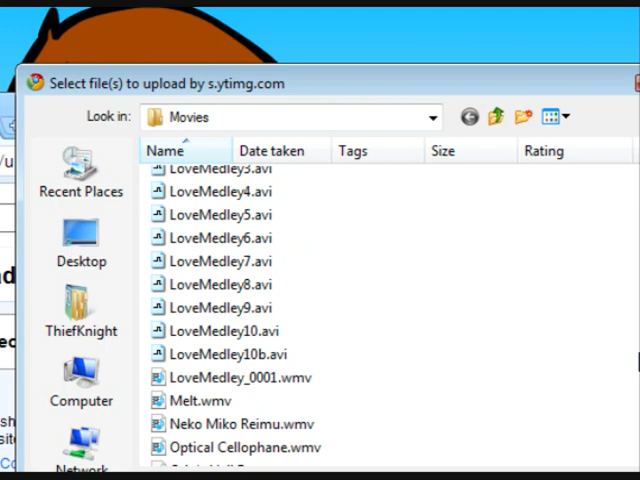 Select file(s) to upload by s.ytimg.com
Look in: Movies
Name Date taken Tags Size Rating
LoveMedley3.avi
LoveMedley4.avi
LoveMedley5.avi
LoveMedley6.avi
LoveMedley7.avi
LoveMedley8.avi
LoveMedley9.avi
LoveMedley10.avi
LoveMedley10b.avi
LoveMedley_0001.wmv
Melt.wmv
Neko Miko Reimu.wmv
Optical Cellophane.wmv
Recent Places
Desktop
ThiefKnight
Computer
Network